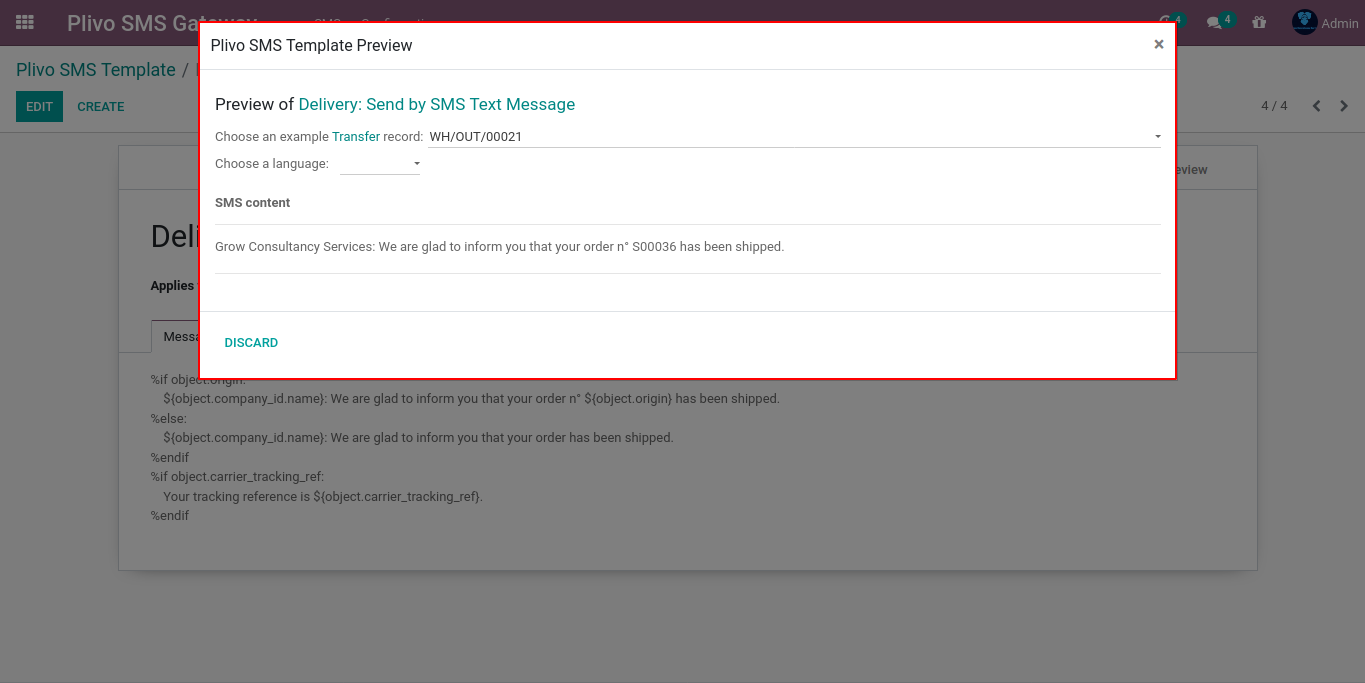 Plivo SMS Gateway
4
4
Admin
Plivo SMS Template /
EDIT CREATE
4 / 4
Plivo SMS Template Preview
×
Preview of Delivery: Send by SMS Text Message
Choose an example Transfer record: WH/OUT/00021
Choose a language:
SMS content
Grow Consultancy Services: We are glad to inform you that your order n° S00036 has been shipped.
DISCARD
eview
Deli
Applies
Messa
%if object.origin:
${object.company_id.name}: We are glad to inform you that your order n° ${object.origin} has been shipped.
%else:
${object.company_id.name}: We are glad to inform you that your order has been shipped.
%endif
%if object.carrier_tracking_ref:
Your tracking reference is ${object.carrier_tracking_ref}.
%endif